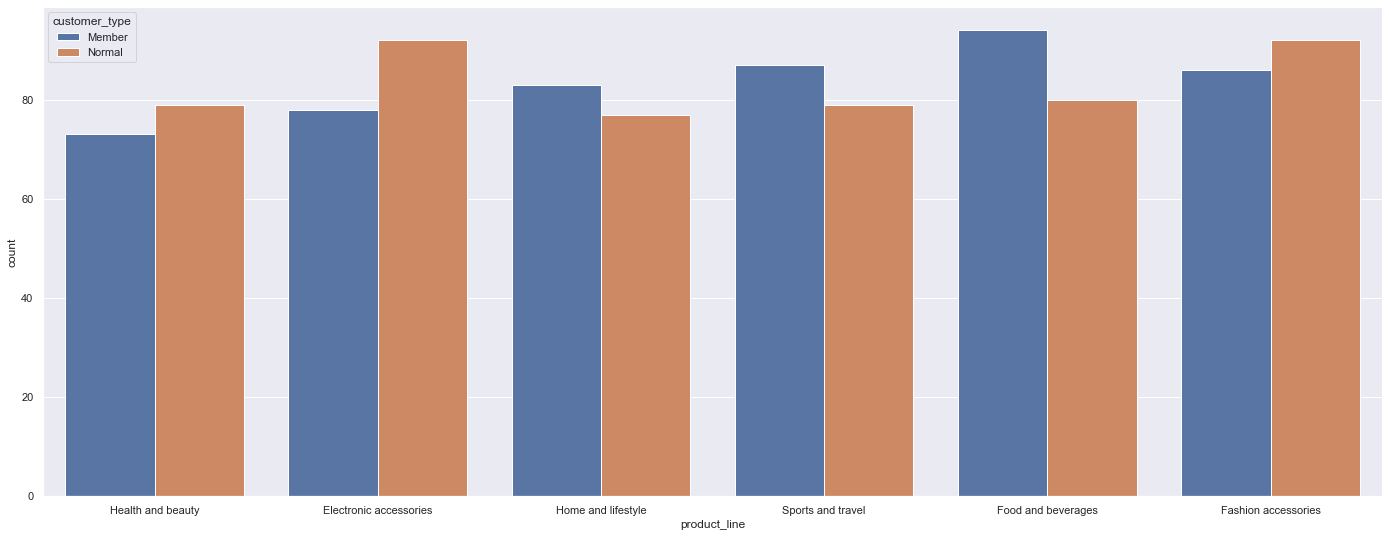 customer_type
Member
Normal
count
80
60
40
20
0
Health and beauty
Electronic accessories
Home and lifestyle
Sports and travel
Food and beverages
Fashion accessories
product_line